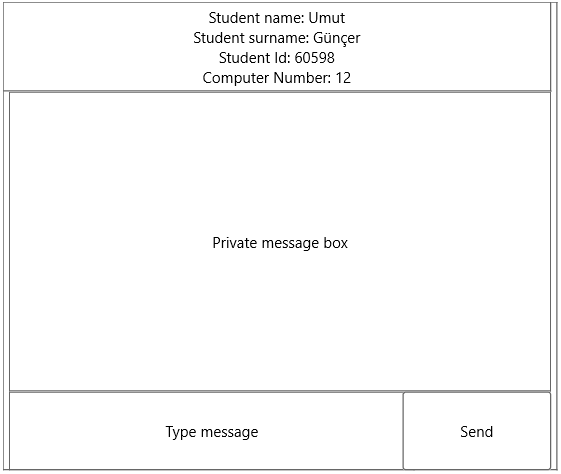 Student name: Umut
Student surname: Günçer
Student Id: 60598
Computer Number: 12
Private message box
Type message
Send